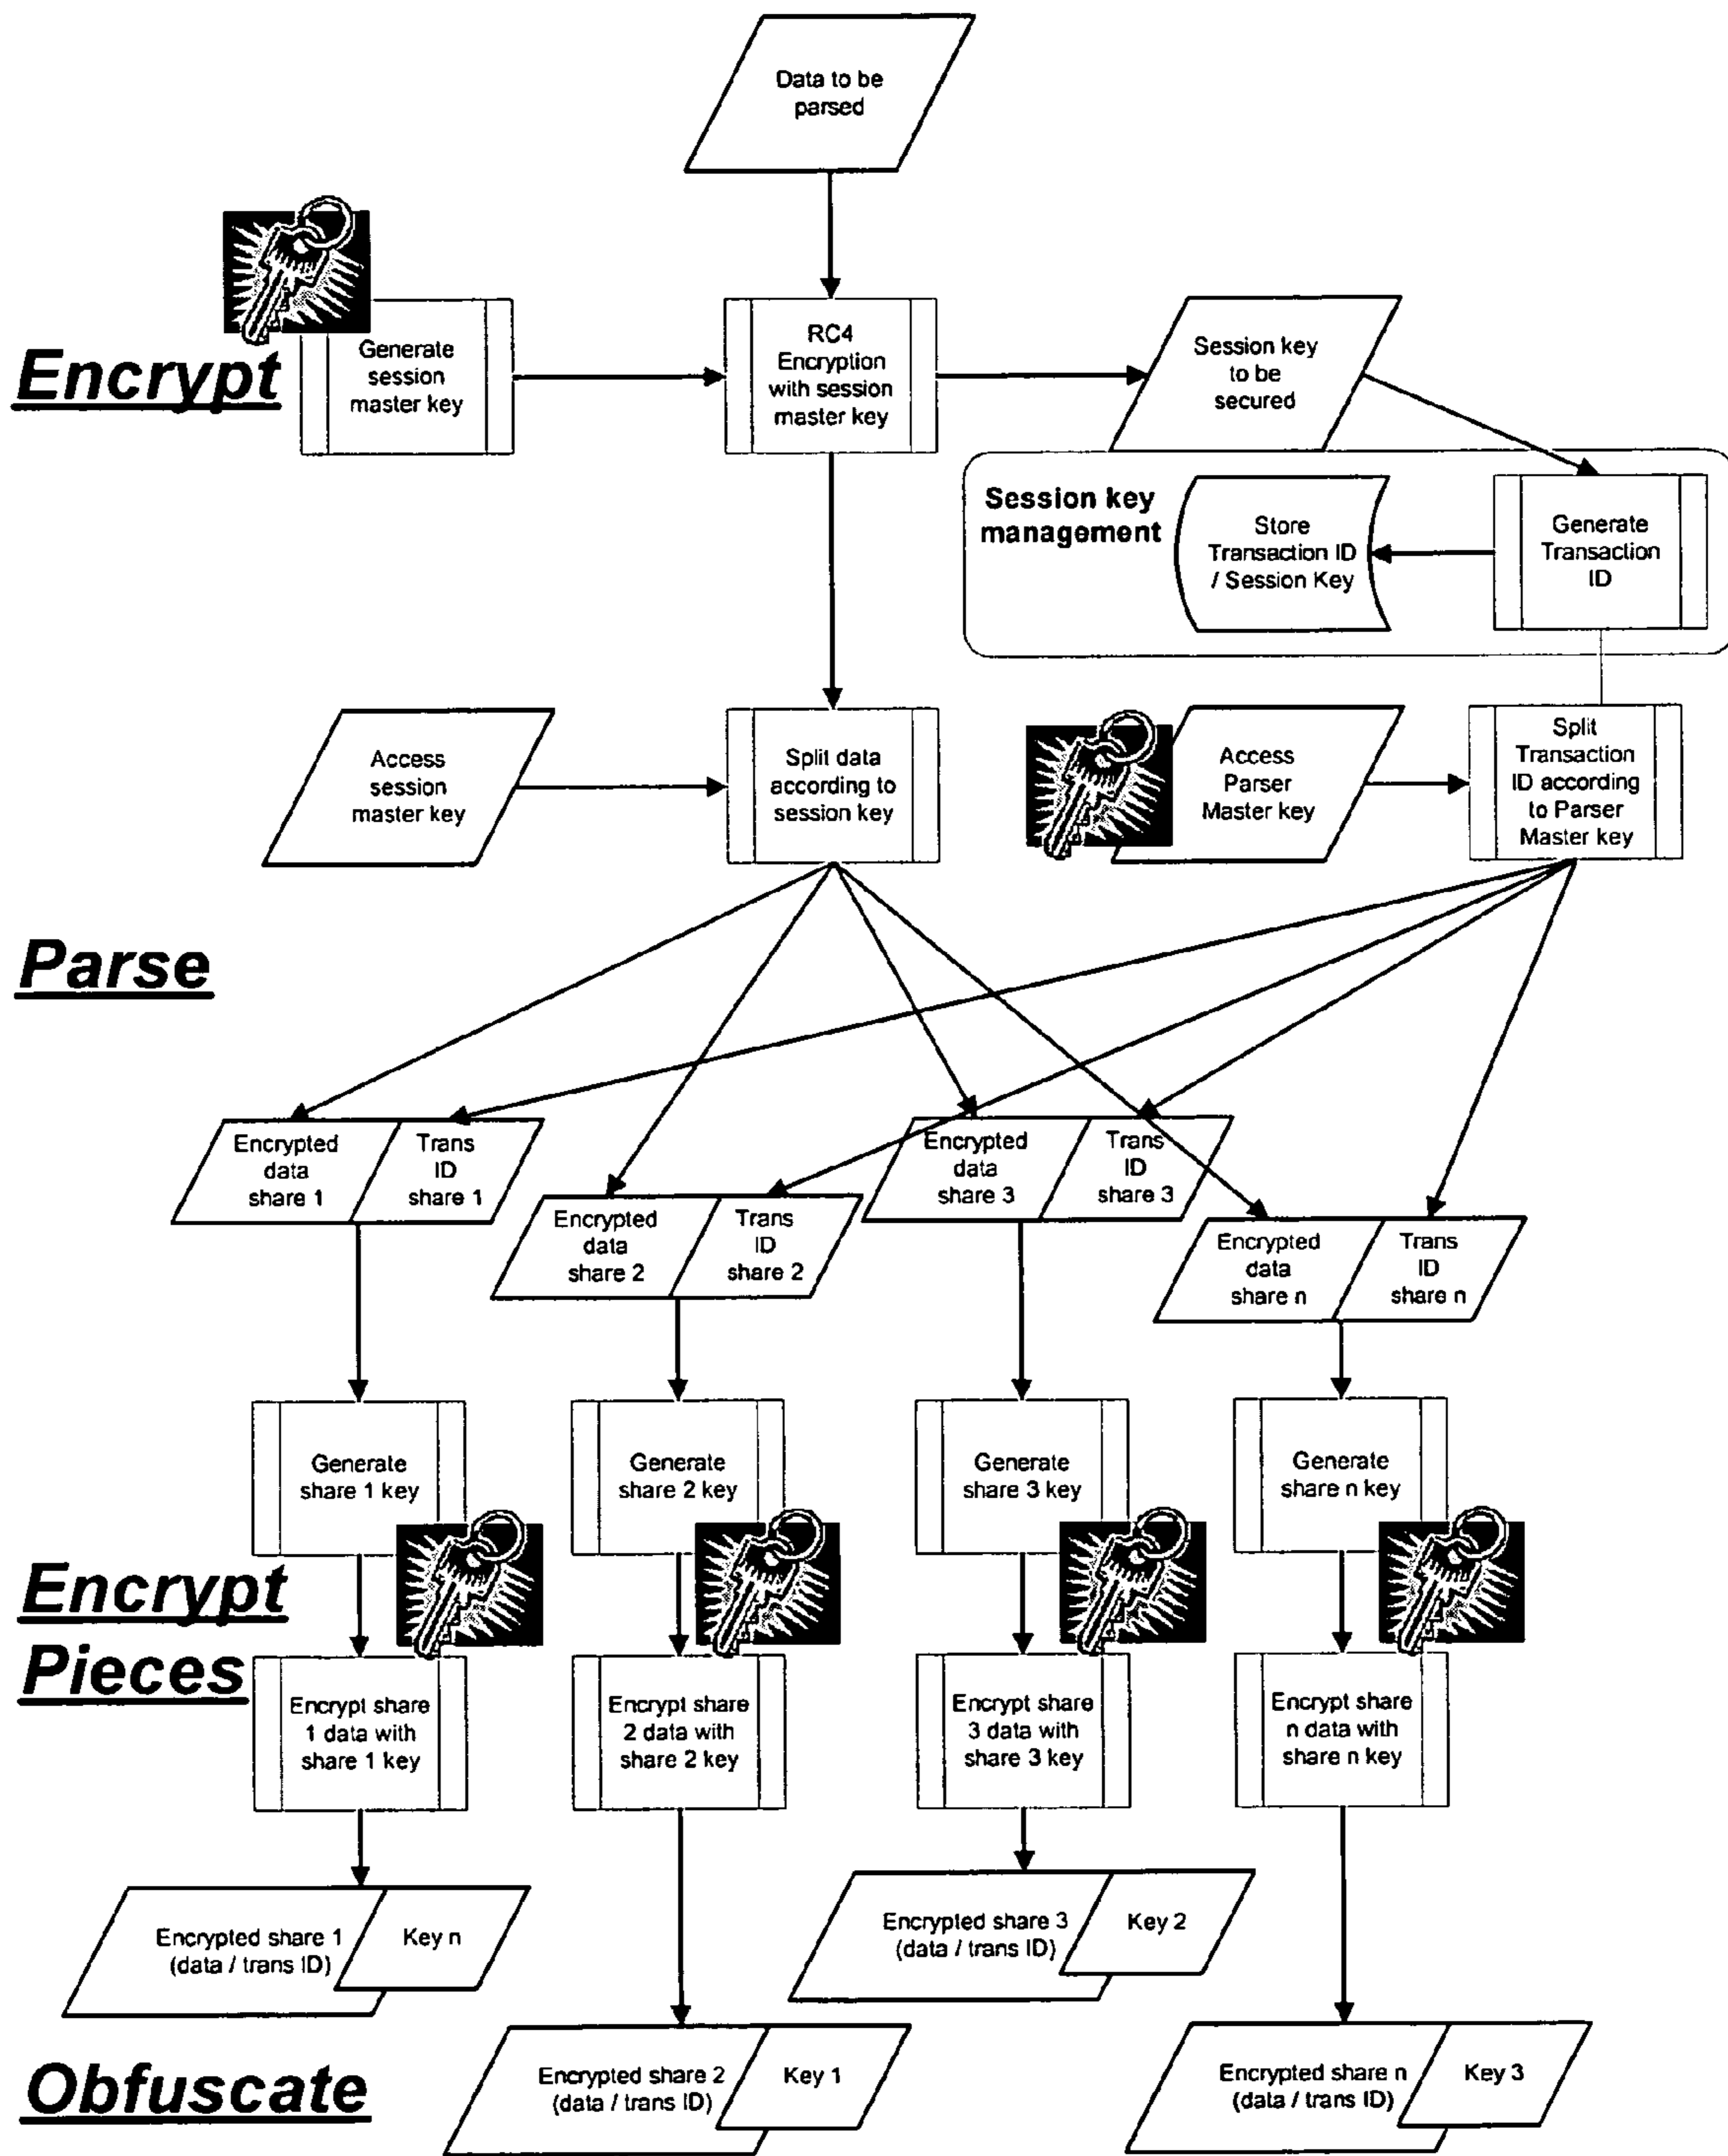 Data to be
parsed
Encrypt
Generate
session
master key
RC4
Encryption
with session
master key
Session key
to be
secured
Session key
management
Store
Transaction ID
/ Session Key
Generate
Transaction
ID
Access
session
master key
Split data
according to
session key
Access
Parser
Master key
Split
Transaction
ID according
to Parser
Master key
Parse
Encrypted
data
share 1
Trans
ID
share 1
Encrypted
data
share 2
Trans
ID
share 2
Encrypted
data
share 3
Trans
ID
share 3
Encrypted
data
share n
Trans
ID
share n
Generate
share 1 key
Generate
share 2 key
Generate
share 3 key
Generate
share n key
Encrypt
Pieces
Encrypt share
1 data with
share 1 key
Encrypt share
2 data with
share 2 key
Encrypt share
3 data with
share 3 key
Encrypt share
n data with
share n key
Encrypted share 1
(data / trans ID)
Key n
Encrypted share 3
(data / trans ID)
Key 2
Obfuscate
Encrypted share 2
(data / trans ID)
Key 1
Encrypted share n
(data / trans ID)
Key 3